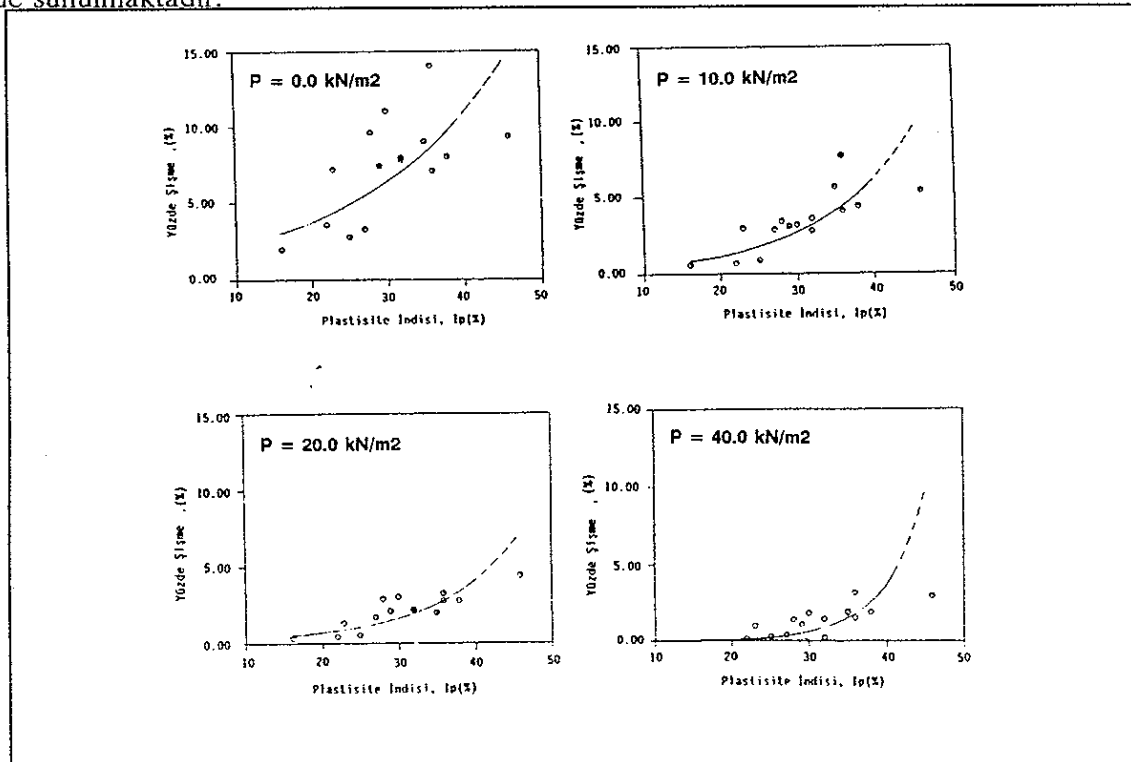 sunulmaktadır.
P = 0.0 kN/m2
15.00
10.00
5.00
0.00
Yüzde Şişme ,(%)
10 20 30 40 50
Plastisite İndisi, Ip(%)
P = 10.0 kN/m2
15.00
10.00
5.00
0.00
Yüzde Şişme ,(%)
10 20 30 40 50
Plastisite İndisi, Ip(%)
P = 20.0 kN/m2
15.00
10.00
5.00
0.00
Yüzde Şişme ,(%)
10 20 30 40 50
Plastisite İndisi, Ip(%)
P = 40.0 kN/m2
15.00
10.00
5.00
0.00
Yüzde Şişme ,(%)
10 20 30 40 50
Plastisite İndisi, Ip(%)